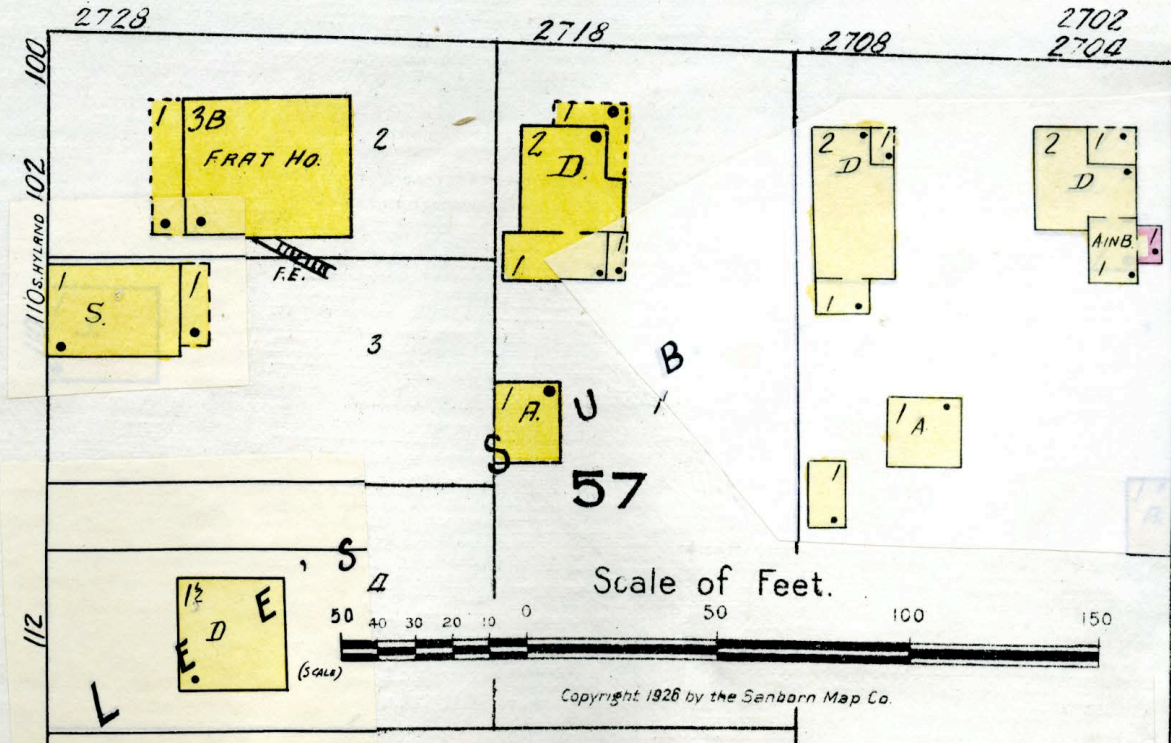 2728 2718 2708 2702
2704
100
102
110 S. HYLAND
112
1 3B
FRAT HO.
2
F.E.
1 1
S.
3
1
2
D.
1 1
1
A.
2 1
D
1
1
A
1
2 1
D
A IN B.
1
1
B
U
S
57
S
4
1½
D
E
E
L
(SCALE)
Scale of Feet.
50 40 30 20 10 0 50 100 150
Copyright 1926 by the Sanborn Map Co.